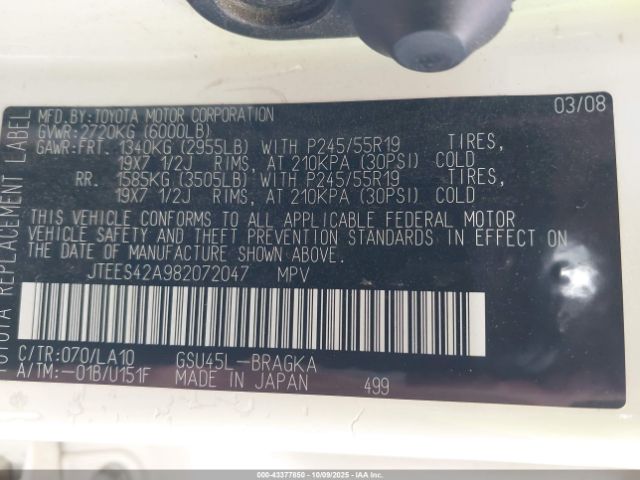 TOYOTA REPLACEMENT LABEL
03/08
MFD.BY:TOYOTA MOTOR CORPORATION
GVWR:2720KG (6000LB)
GAWR:FRT. 1340KG (2955LB) WITH P245/55R19 TIRES,
19X7 1/2J RIMS, AT 210KPA (30PSI) COLD
RR. 1585KG (3505LB) WITH P245/55R19 TIRES,
19X7 1/2J RIMS, AT 210KPA (30PSI) COLD
THIS VEHICLE CONFORMS TO ALL APPLICABLE FEDERAL MOTOR
VEHICLE SAFETY AND THEFT PREVENTION STANDARDS IN EFFECT ON
THE DATE OF MANUFACTURE SHOWN ABOVE.
JTEES42A982072047 MPV
C/TR:070/LA10 GSU45L-BRAGKA
A/TM:-01B/U151F MADE IN JAPAN 499
000-43377850 | 10/09/2025 | IAAI.COM